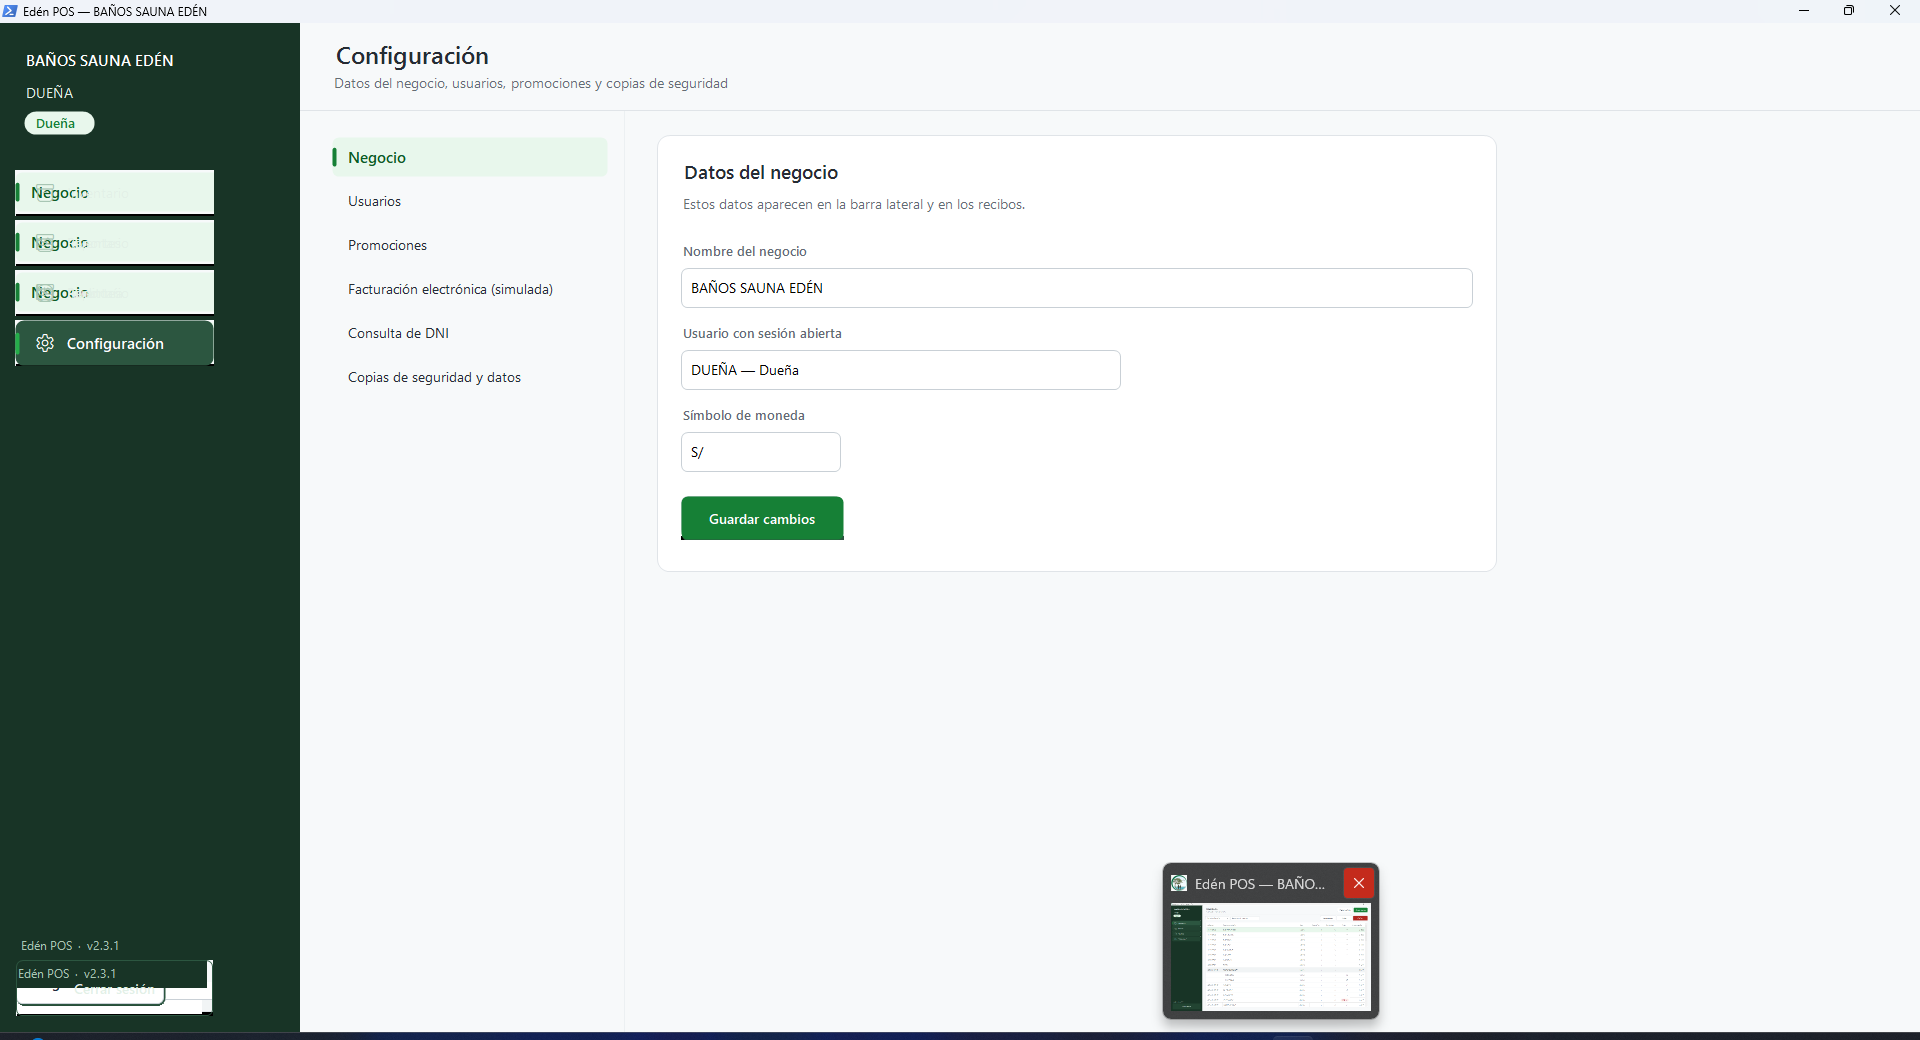 Edén POS — BAÑOS SAUNA EDÉN
BAÑOS SAUNA EDÉN
DUEÑA
Dueña
Negocio
Negocio
Negocio
Configuración
Edén POS · v2.3.1
Edén POS · v2.3.1
Cerrar sesión
Configuración
Datos del negocio, usuarios, promociones y copias de seguridad
Negocio
Usuarios
Promociones
Facturación electrónica (simulada)
Consulta de DNI
Copias de seguridad y datos
Datos del negocio
Estos datos aparecen en la barra lateral y en los recibos.
Nombre del negocio
BAÑOS SAUNA EDÉN
Usuario con sesión abierta
DUEÑA — Dueña
Símbolo de moneda
S/
Guardar cambios
Edén POS — BAÑO...